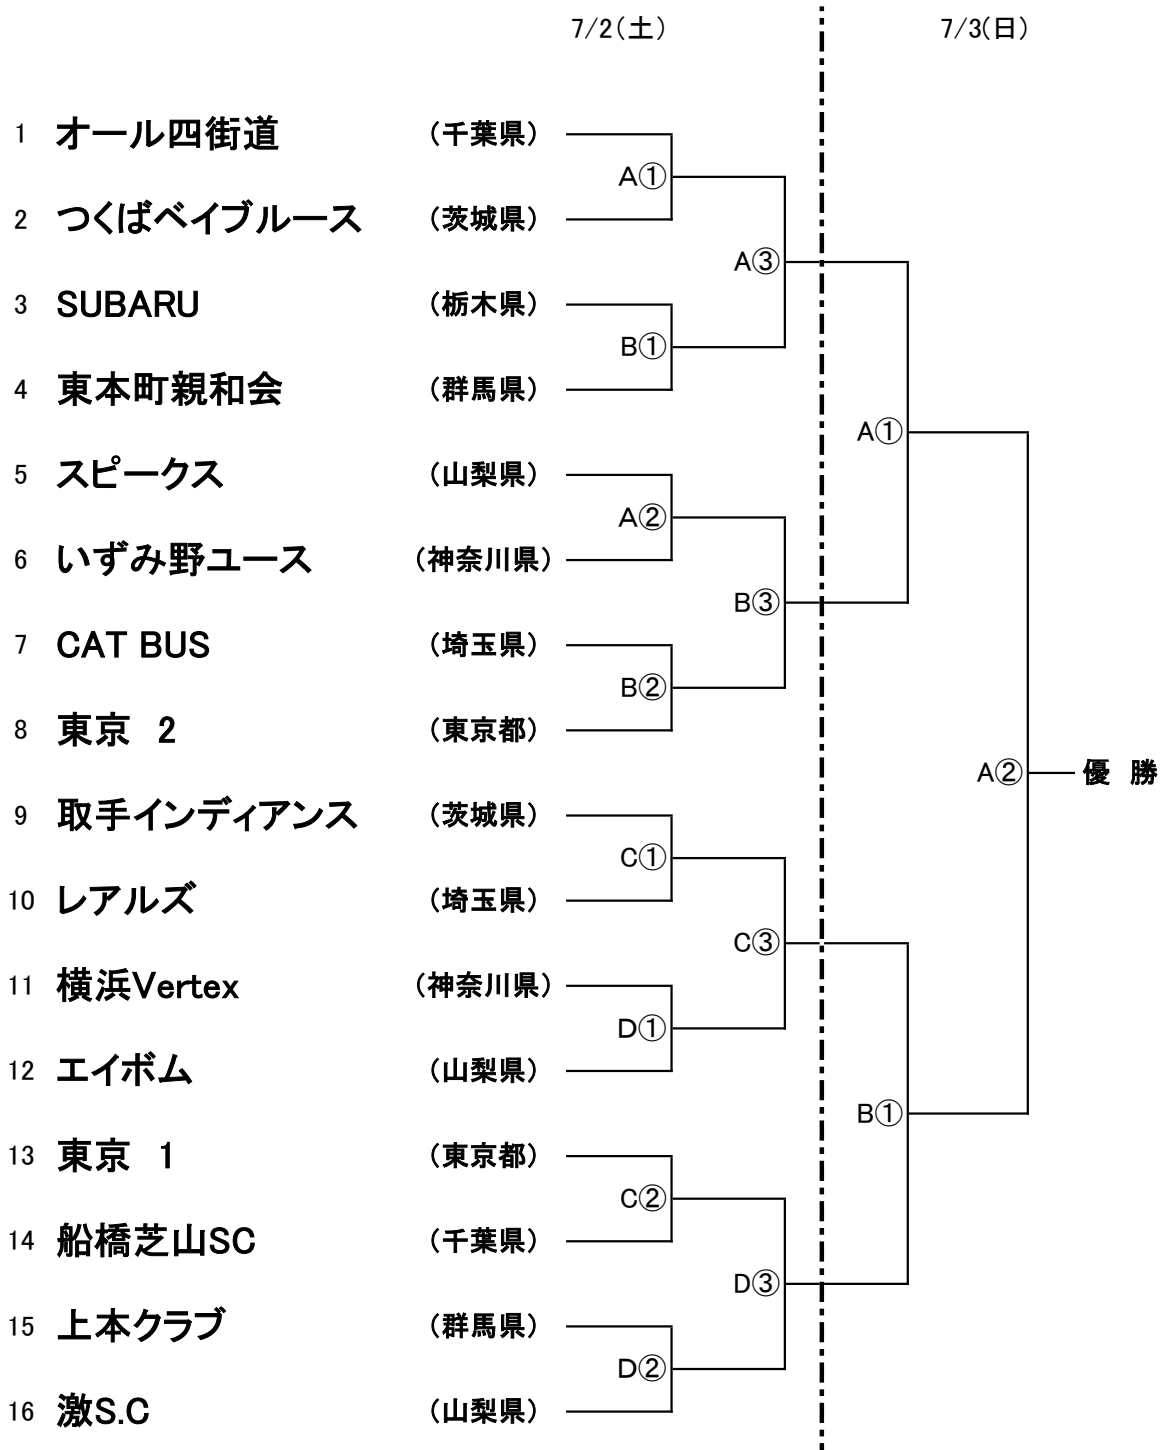 7/2(土) 7/3(日)
1 オール四街道 (千葉県)
A①
2 つくばベイブルース (茨城県)
A③
3 SUBARU (栃木県)
B①
4 東本町親和会 (群馬県)
A①
5 スピークス (山梨県)
A②
6 いずみ野ユース (神奈川県)
B③
7 CAT BUS (埼玉県)
B②
8 東京 2 (東京都)
A② 優 勝
9 取手インディアンス (茨城県)
C①
10 レアルズ (埼玉県)
C③
11 横浜Vertex (神奈川県)
D①
12 エイボム (山梨県)
B①
13 東京 1 (東京都)
C②
14 船橋芝山SC (千葉県)
D③
15 上本クラブ (群馬県)
D②
16 激S.C (山梨県)